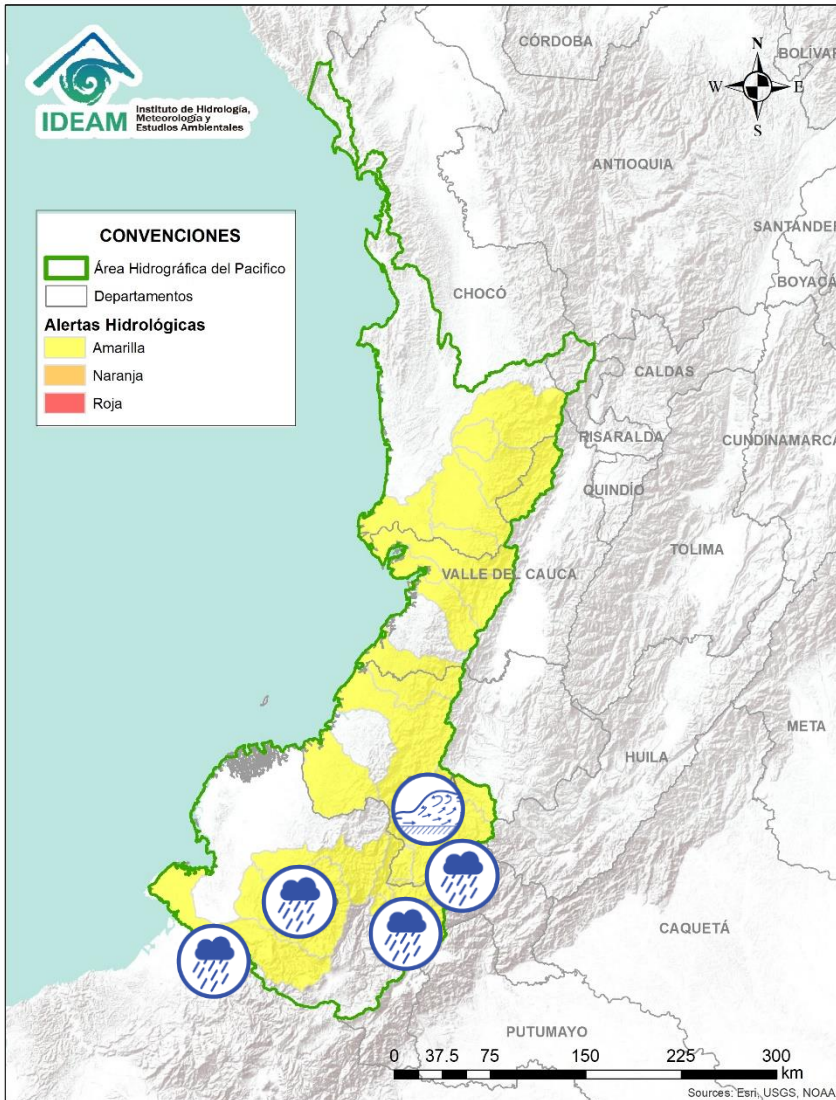 IDEAM
Instituto de Hidrología,
Meteorología y
Estudios Ambientales
N
W
E
S
CONVENCIONES
Área Hidrográfica del Pacifico
Departamentos
Alertas Hidrológicas
Amarilla
Naranja
Roja
CÓRDOBA
BOLÍVAR
ANTIOQUIA
SANTANDER
BOYACÁ
CHOCÓ
CALDAS
RISARALDA
CUNDINAMARCA
QUINDÍO
TOLIMA
VALLE DEL CAUCA
META
HUILA
CAQUETÁ
PUTUMAYO
0 37.5 75 150 225 300
km
Sources: Esri, USGS, NOAA